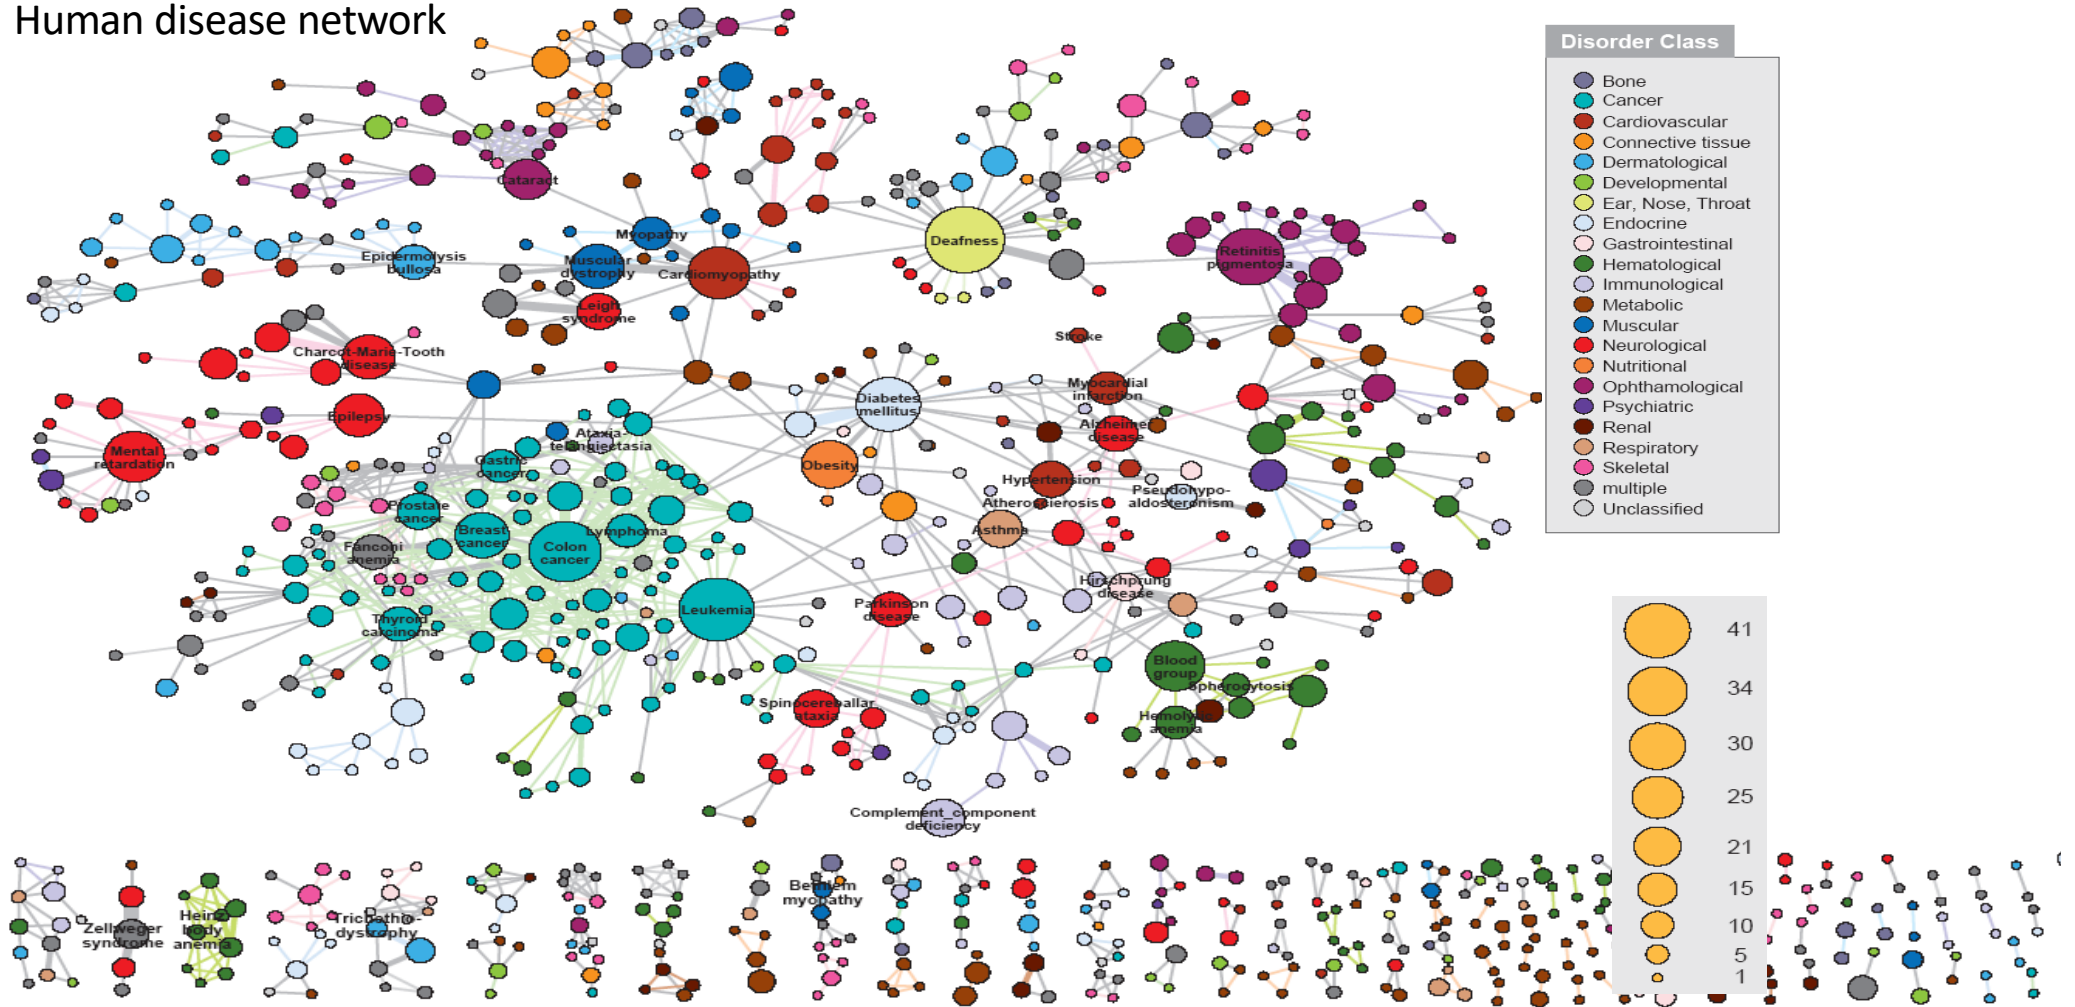 Human disease network
Disorder Class
Bone
Cancer
Cardiovascular
Connective tissue
Dermatological
Developmental
Ear, Nose, Throat
Endocrine
Gastrointestinal
Hematological
Immunological
Metabolic
Muscular
Neurological
Nutritional
Ophthamological
Psychiatric
Renal
Respiratory
Skeletal
multiple
Unclassified
Cataract
Myopathy
Epidermolysis
bullosa
Muscular
dystrophy
Cardiomyopathy
Deafness
Retinitis
pigmentosa
Leigh
syndrome
Charcot-Marie-Tooth
disease
Stroke
Myocardial
infarction
Diabetes
mellitus
Epilepsy
Alzheimer
disease
Ataxia-
telangiectasia
Mental
retardation
Gastric
cancer
Obesity
Hypertension
Pseudohypo-
aldosteronism
Atherosclerosis
Prostate
cancer
Breast
cancer
Lymphoma
Asthma
Colon
cancer
Fanconi
anemia
Hirschprung
disease
Leukemia
Parkinson
disease
Thyroid
carcinoma
Blood
group
Spherocytosis
Spinocereballar
ataxia
Hemolytic
anemia
Complement_component
deficiency
Zellweger
syndrome
Heinz
body
anemia
Trichothio-
dystrophy
Bethlem
myopathy
41
34
30
25
21
15
10
5
1